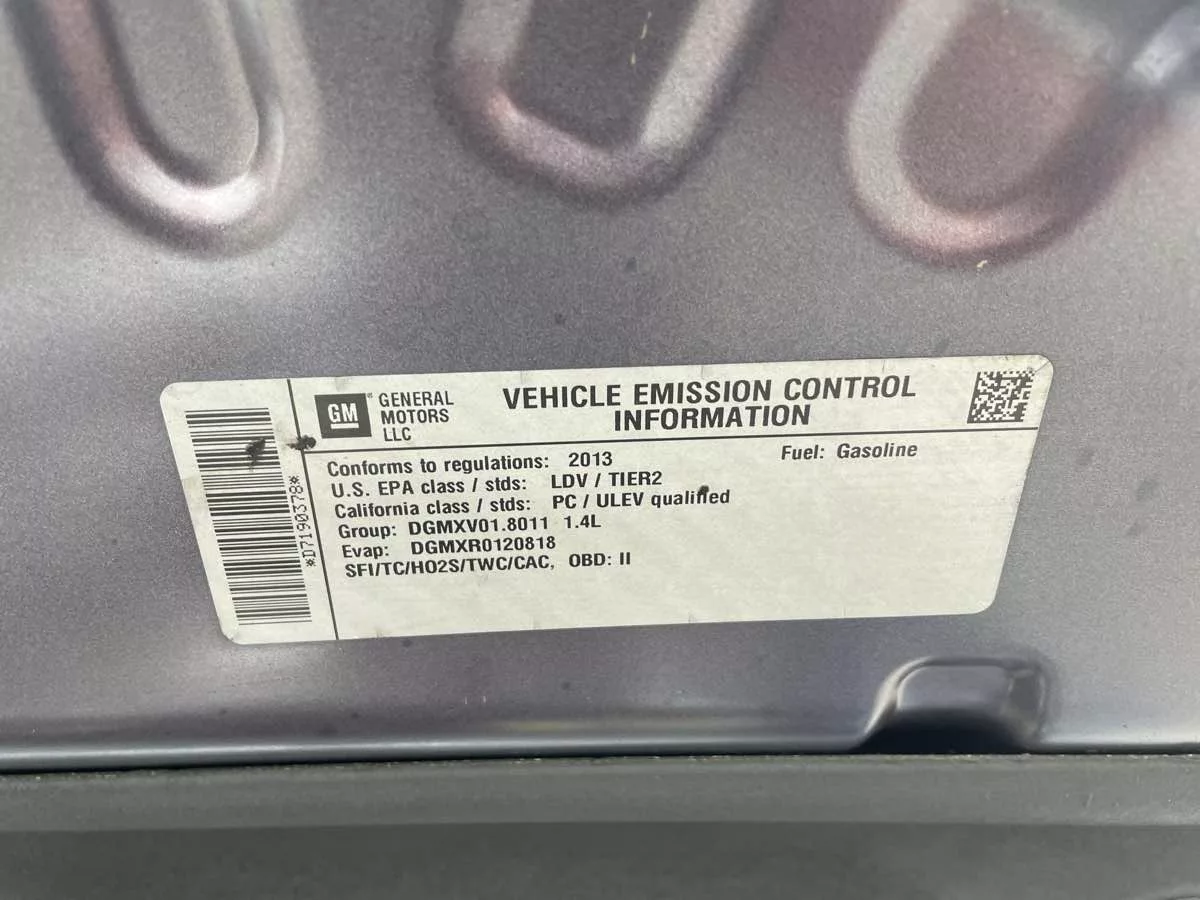 GM
GENERAL
MOTORS
LLC
VEHICLE EMISSION CONTROL
INFORMATION
Conforms to regulations: 2013
Fuel: Gasoline
U.S. EPA class / stds: LDV / TIER2
California class / stds: PC / ULEV qualified
Group: DGMXV01.8011 1.4L
Evap: DGMXR0120818
SFI/TC/HO2S/TWC/CAC, OBD: II
*D7190378*